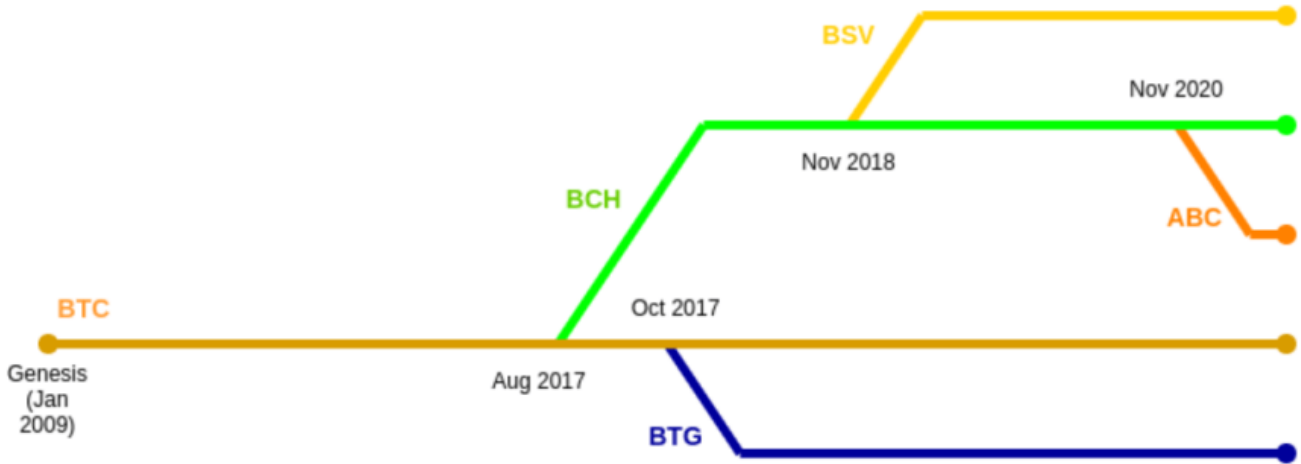 BSV
Nov 2020
Nov 2018
BCH
ABC
BTC
Oct 2017
Genesis
(Jan
2009)
Aug 2017
BTG